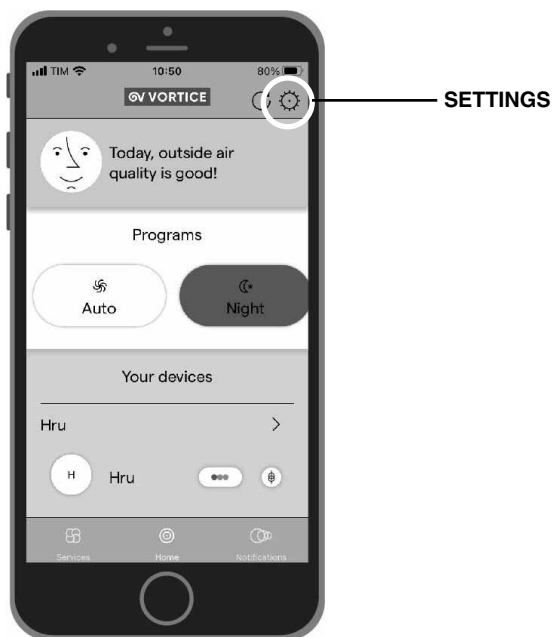 TIM 10:50 80%
VORTICE
SETTINGS
Today, outside air
quality is good!
Programs
Auto
Night
Your devices
Hru
H
Hru
Services
Home
Notifications